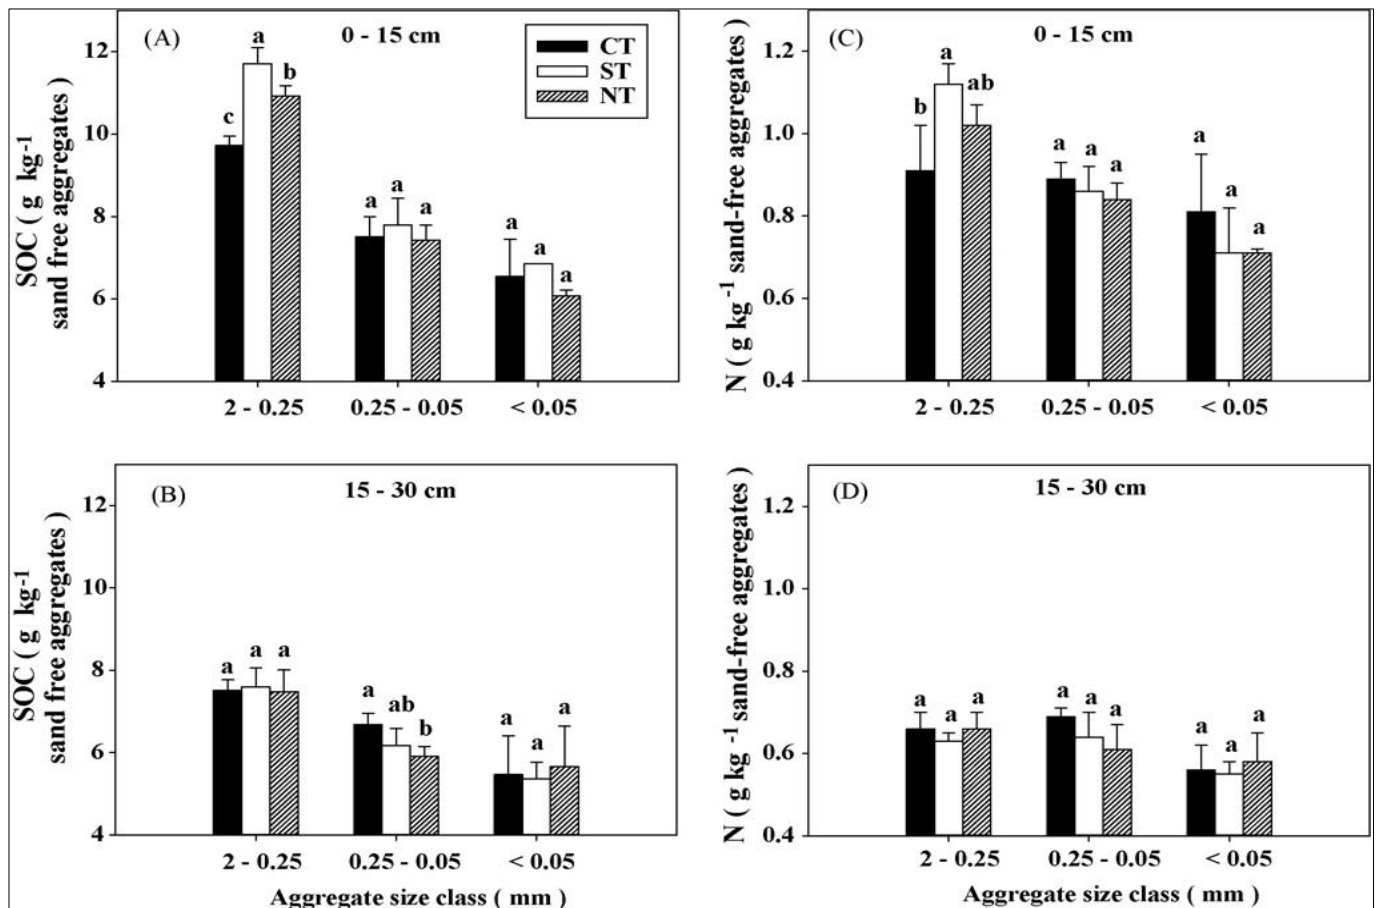 (A)
0 - 15 cm
CT
ST
NT
SOC ( g kg-1
sand free aggregates )
12
10
8
6
4
a
b
c
a
a
a
a
a
a
2 - 0.25
0.25 - 0.05
< 0.05
(C)
0 - 15 cm
N ( g kg -1 sand-free aggregates )
1.2
1.0
0.8
0.6
0.4
a
ab
b
a
a
a
a
a
a
2 - 0.25
0.25 - 0.05
< 0.05
(B)
15 - 30 cm
SOC ( g kg-1
sand free aggregates )
12
10
8
6
4
a
a
a
a
ab
b
a
a
a
2 - 0.25
0.25 - 0.05
< 0.05
Aggregate size class ( mm )
(D)
15 - 30 cm
N ( g kg -1 sand-free aggregates )
1.2
1.0
0.8
0.6
0.4
a
a
a
a
a
a
a
a
a
2 - 0.25
0.25 - 0.05
< 0.05
Aggregate size class ( mm )